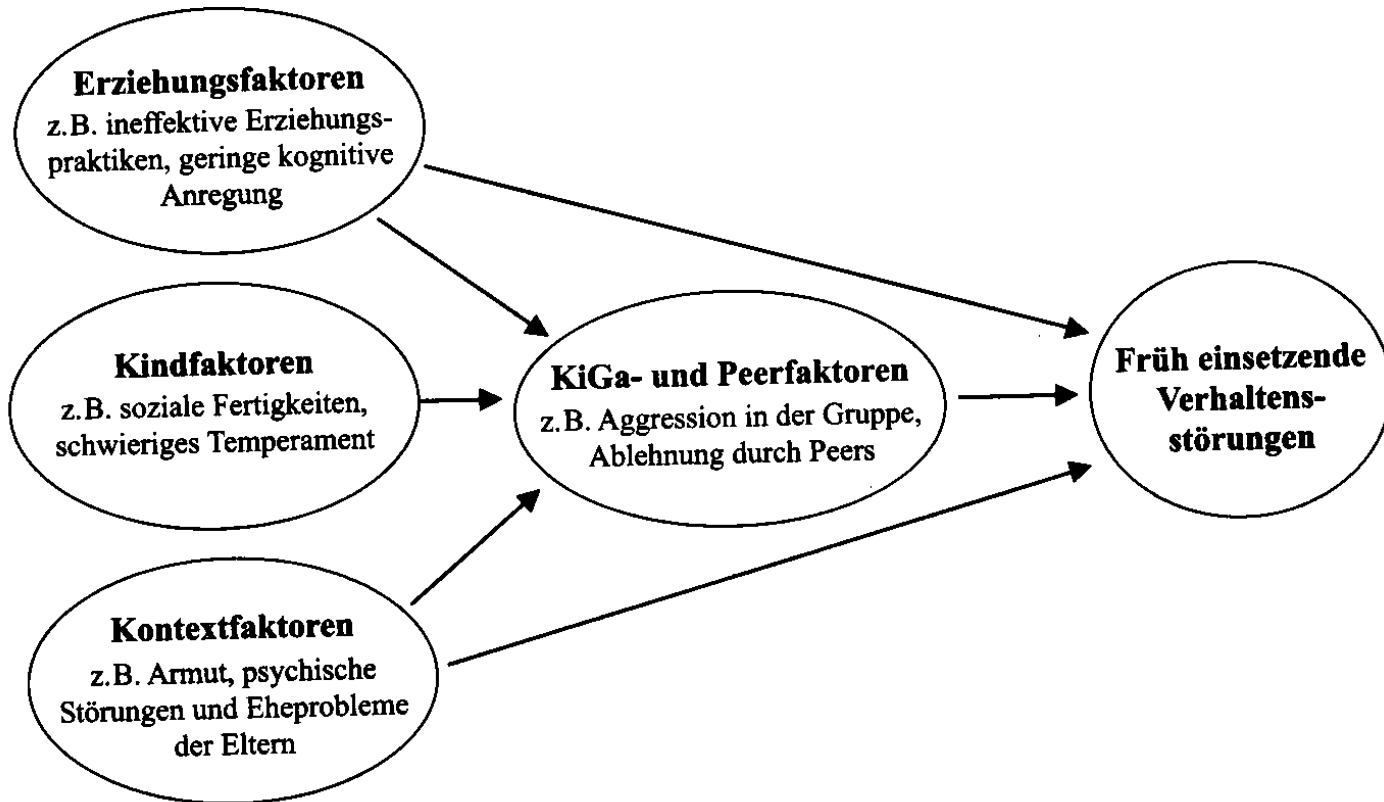 Erziehungsfaktoren
z.B. ineffektive Erziehungs-
praktiken, geringe kognitive
Anregung
Kindfaktoren
z.B. soziale Fertigkeiten,
schwieriges Temperament
Kontextfaktoren
z.B. Armut, psychische
Störungen und Eheprobleme
der Eltern
KiGa- und Peerfaktoren
z.B. Aggression in der Gruppe,
Ablehnung durch Peers
Früh einsetzende
Verhaltens-
störungen